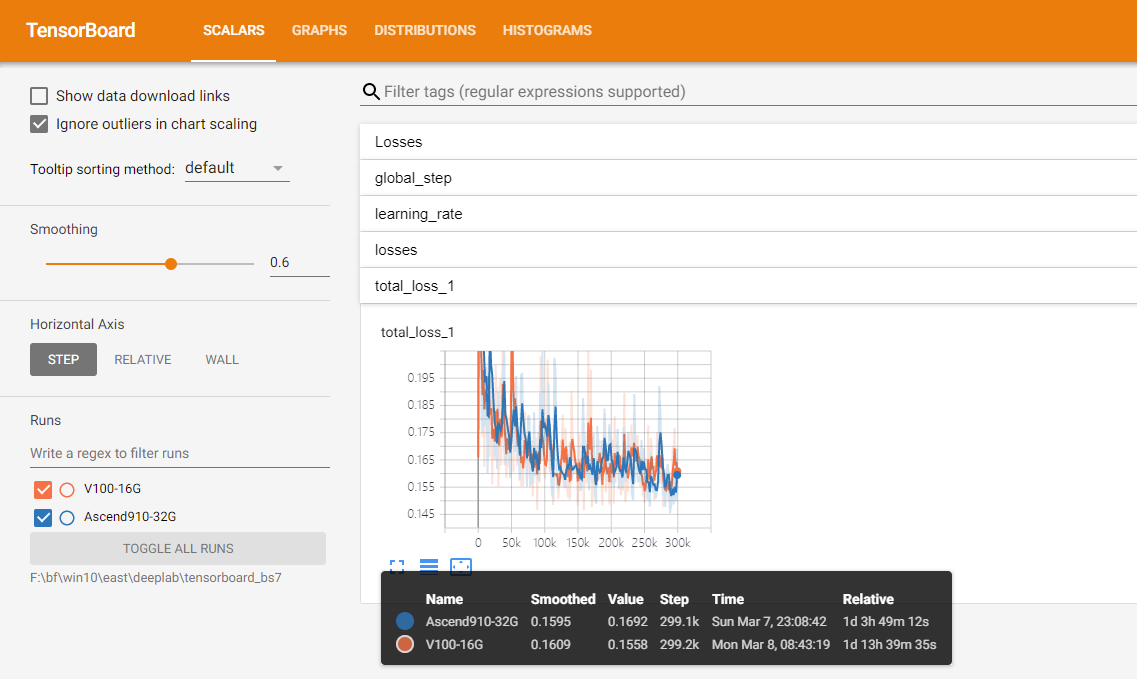 TensorBoard SCALARS GRAPHS DISTRIBUTIONS HISTOGRAMS
Show data download links
Ignore outliers in chart scaling
Tooltip sorting method: default
Smoothing
0.6
Horizontal Axis
STEP RELATIVE WALL
Runs
Write a regex to filter runs
V100-16G
Ascend910-32G
TOGGLE ALL RUNS
F:\bf\win10\east\deeplab\tensorboard_bs7
Filter tags (regular expressions supported)
Losses
global_step
learning_rate
losses
total_loss_1
total_loss_1
0.195
0.185
0.175
0.165
0.155
0.145
0 50k 100k 150k 200k 250k 300k
Name Smoothed Value Step Time Relative
Ascend910-32G 0.1595 0.1692 299.1k Sun Mar 7, 23:08:42 1d 3h 49m 12s
V100-16G 0.1609 0.1558 299.2k Mon Mar 8, 08:43:19 1d 13h 39m 35s